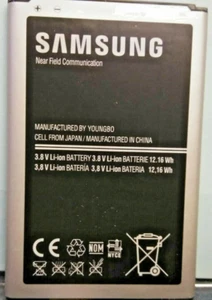 SAMSUNG
Near Field Communication
MANUFACTURED BY YOUNGBO
CELL FROM JAPAN / MANUFACTURED IN CHINA
3.8 V Li-ion BATTERY 3.8 V Li-ion BATTERIE 12.16 Wh
3,8 V Li-ion BATERÍA 3,8 V Li-ion BATERIA 12,16 Wh
NOM
NYCE